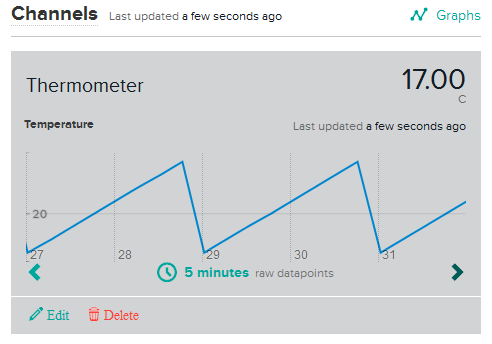 Channels Last updated a few seconds ago Graphs
Thermometer 17.00
C
Temperature Last updated a few seconds ago
20
27 28 29 30 31
5 minutes raw datapoints
Edit Delete